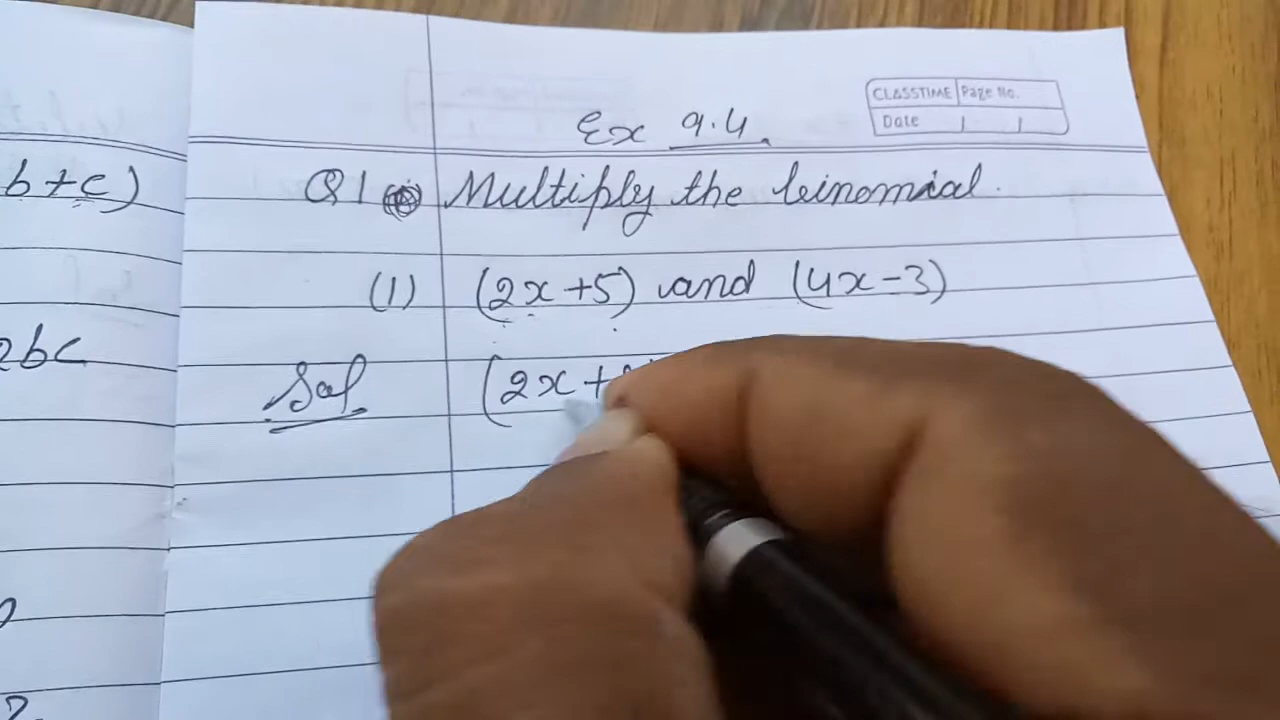 b+c)
2bc
CLASSTIME Page No.
Date
Ex 9.4.
Q1 Multiply the binomial.
(1) (2x+5) and (4x-3)
Sol (2x+